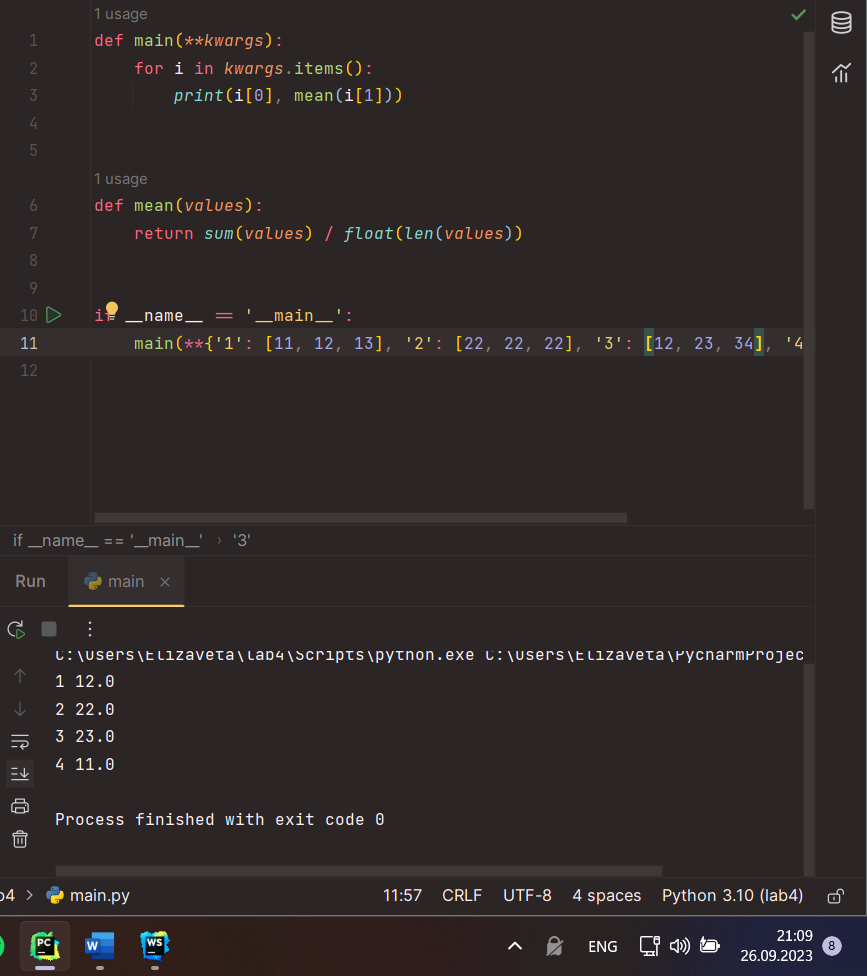 1 usage
1 def main(**kwargs):
2 for i in kwargs.items():
3 print(i[0], mean(i[1]))
4
5
1 usage
6 def mean(values):
7 return sum(values) / float(len(values))
8
9
10 if __name__ == '__main__':
11 main(**{'1': [11, 12, 13], '2': [22, 22, 22], '3': [12, 23, 34], '4
12
if __name__ == '__main__' › '3'
Run main
C:\Users\Elizaveta\lab4\Scripts\python.exe C:\Users\Elizaveta\PycharmProjec
1 12.0
2 22.0
3 23.0
4 11.0
Process finished with exit code 0
b4 > main.py 11:57 CRLF UTF-8 4 spaces Python 3.10 (lab4)
PC W WS ENG 21:09
26.09.2023 8